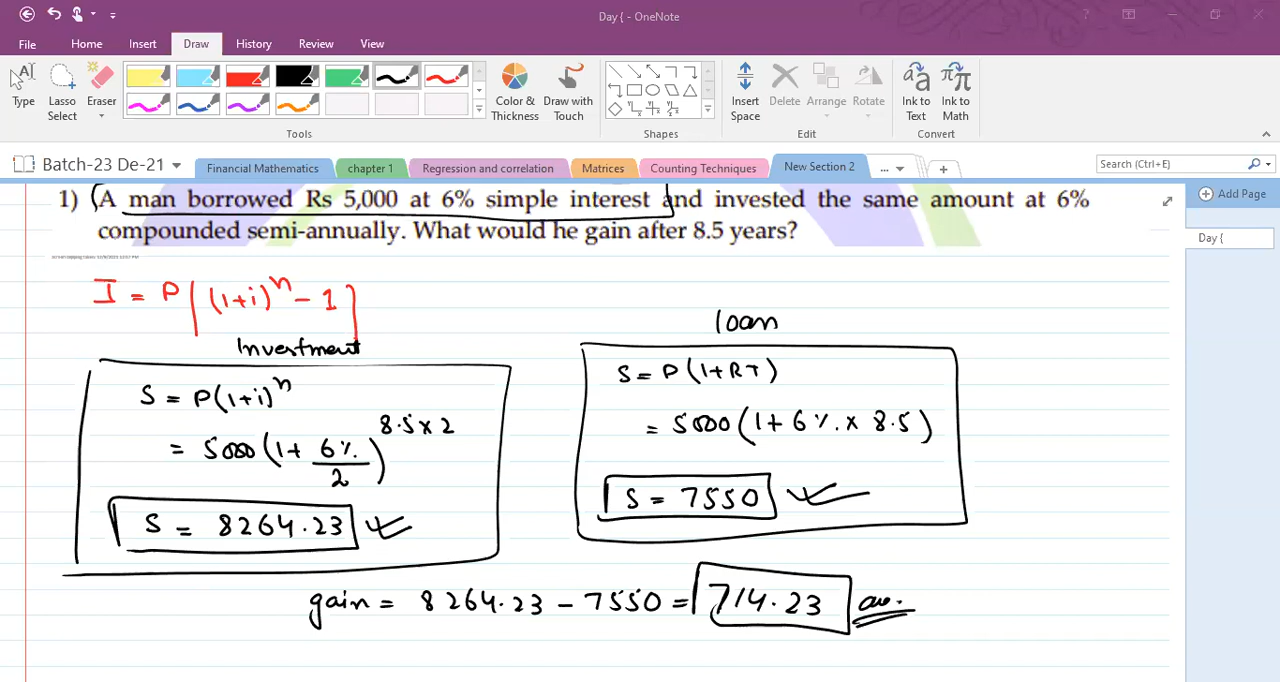 Day { - OneNote
File Home Insert Draw History Review View
Type Lasso Select Eraser Color & Thickness Draw with Touch Insert Space Delete Arrange Rotate Ink to Text Ink to Math
Tools Shapes Edit Convert
Batch-23 De-21 Financial Mathematics chapter 1 Regression and correlation Matrices Counting Techniques New Section 2 ... Search (Ctrl+E)
Add Page
Day {
1) A man borrowed Rs 5,000 at 6% simple interest and invested the same amount at 6%
compounded semi-annually. What would he gain after 8.5 years?
I = P[(1+i)^n - 1]
Investment
S = P(1+i)^n
= 5000(1 + 6%/2)^8.5×2
S = 8264.23
loan
S = P(1+RT)
= 5000(1 + 6% × 8.5)
S = 7550
gain = 8264.23 - 7550 = 714.23